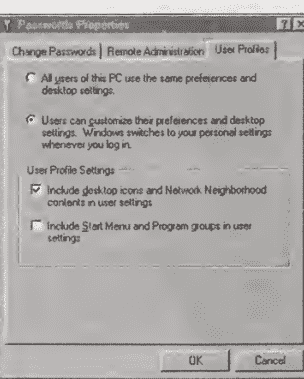 Passwords Properties
Change Passwords | Remote Administration | User Profiles
All users of this PC use the same preferences and
desktop settings.
Users can customize their preferences and desktop
settings. Windows switches to your personal settings
whenever you log in.
User Profile Settings
Include desktop icons and Network Neighborhood
contents in user settings
Include Start Menu and Program groups in user
settings
OK Cancel